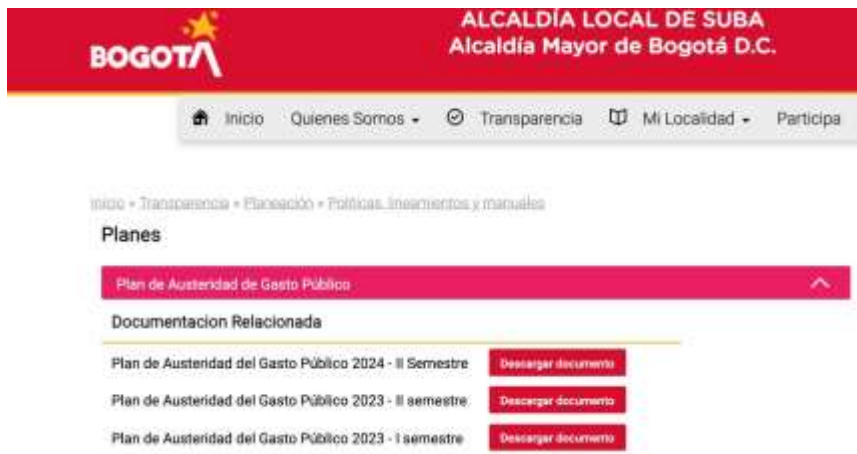 BOGOTÁ
ALCALDÍA LOCAL DE SUBA
Alcaldía Mayor de Bogotá D.C.
Inicio Quienes Somos Transparencia Mi Localidad Participa
Inicio » Transparencia » Planeación » Políticas, lineamientos y manuales
Planes
Plan de Austeridad de Gasto Público
Documentacion Relacionada
Plan de Austeridad del Gasto Público 2024 - II Semestre Descargar documento
Plan de Austeridad del Gasto Público 2023 - II semestre Descargar documento
Plan de Austeridad del Gasto Público 2023 - I semestre Descargar documento